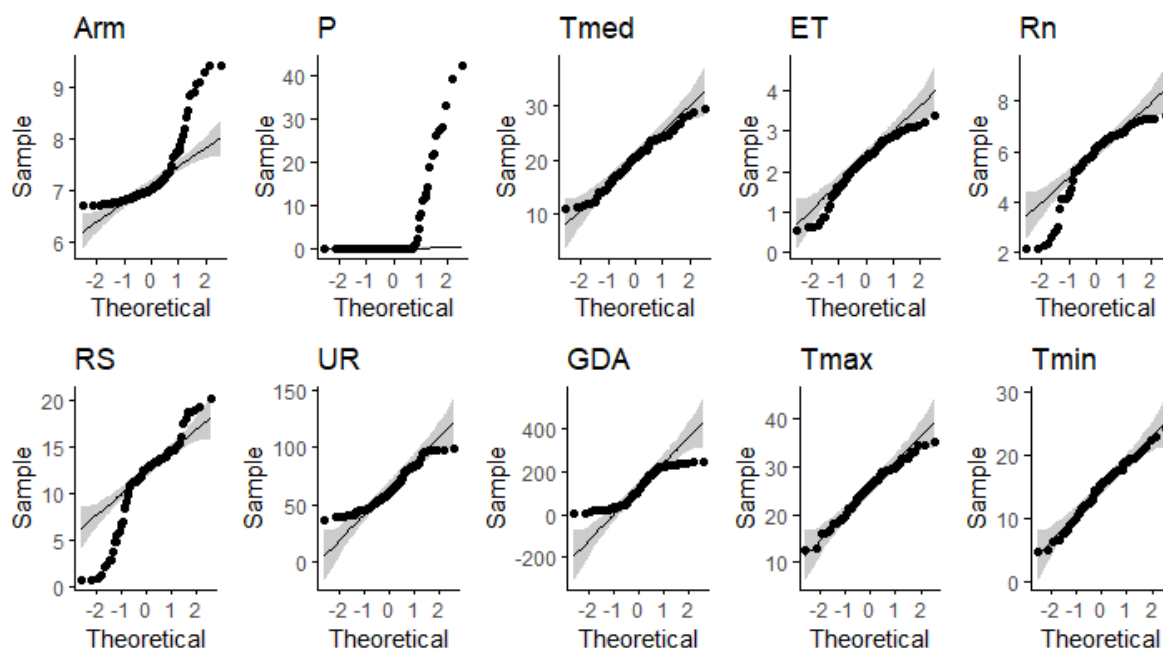 Arm P Tmed ET Rn
9 8 7 6
Sample
-2 -1 0 1 2
Theoretical
40 30 20 10 0
Sample
-2 -1 0 1 2
Theoretical
30 20 10
Sample
-2 -1 0 1 2
Theoretical
4 3 2 1 0
Sample
-2 -1 0 1 2
Theoretical
8 6 4 2
Sample
-2 -1 0 1 2
Theoretical
RS UR GDA Tmax Tmin
20 15 10 5 0
Sample
-2 -1 0 1 2
Theoretical
150 100 50 0
Sample
-2 -1 0 1 2
Theoretical
400 200 0 -200
Sample
-2 -1 0 1 2
Theoretical
40 30 20 10
Sample
-2 -1 0 1 2
Theoretical
30 20 10 0
Sample
-2 -1 0 1 2
Theoretical